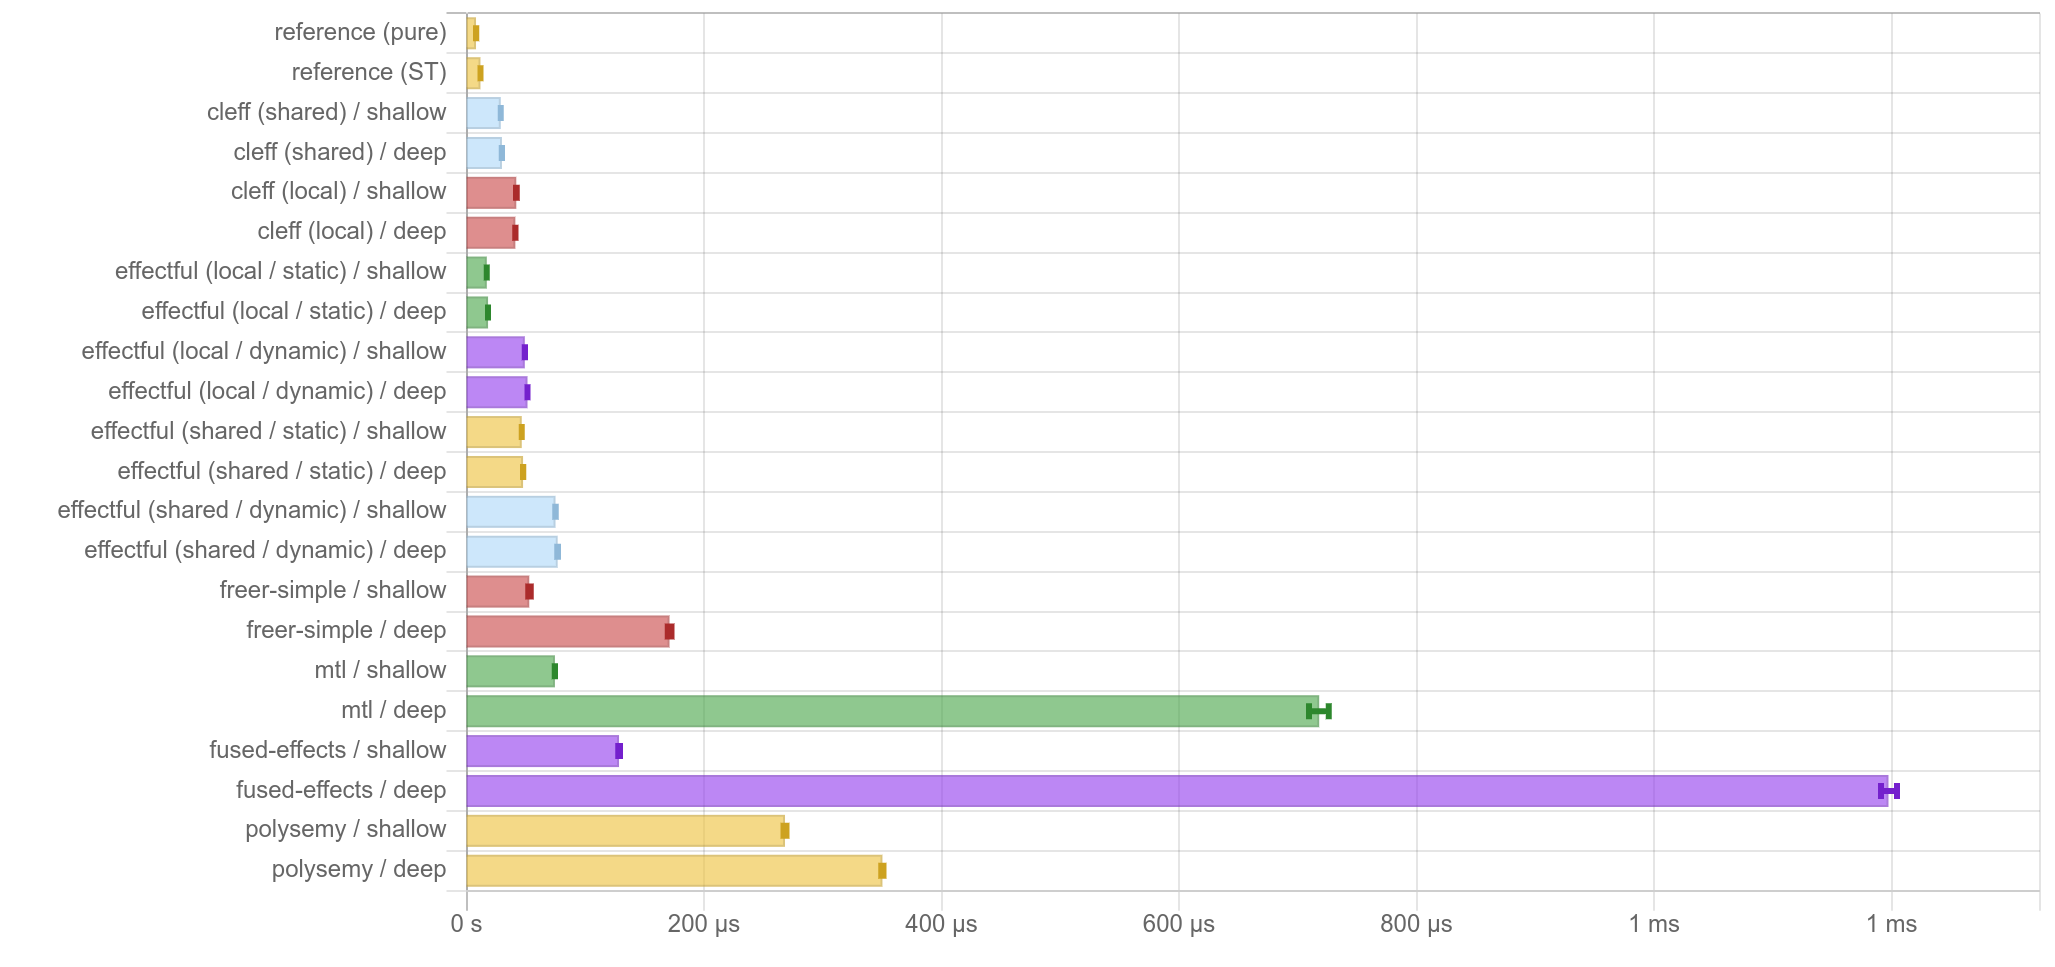 reference (pure)
reference (ST)
cleff (shared) / shallow
cleff (shared) / deep
cleff (local) / shallow
cleff (local) / deep
effectful (local / static) / shallow
effectful (local / static) / deep
effectful (local / dynamic) / shallow
effectful (local / dynamic) / deep
effectful (shared / static) / shallow
effectful (shared / static) / deep
effectful (shared / dynamic) / shallow
effectful (shared / dynamic) / deep
freer-simple / shallow
freer-simple / deep
mtl / shallow
mtl / deep
fused-effects / shallow
fused-effects / deep
polysemy / shallow
polysemy / deep
0 s 200 μs 400 μs 600 μs 800 μs 1 ms 1 ms